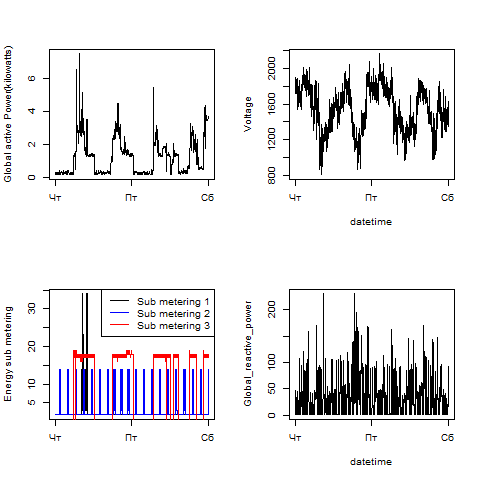 Global active Power(kilowatts)
0 2 4 6
Чт Пт Сб
Voltage
800 1200 1600 2000
Чт Пт Сб
datetime
Energy sub metering
5 10 20 30
Sub metering 1
Sub metering 2
Sub metering 3
Чт Пт Сб
Global_reactive_power
0 50 100 200
Чт Пт Сб
datetime